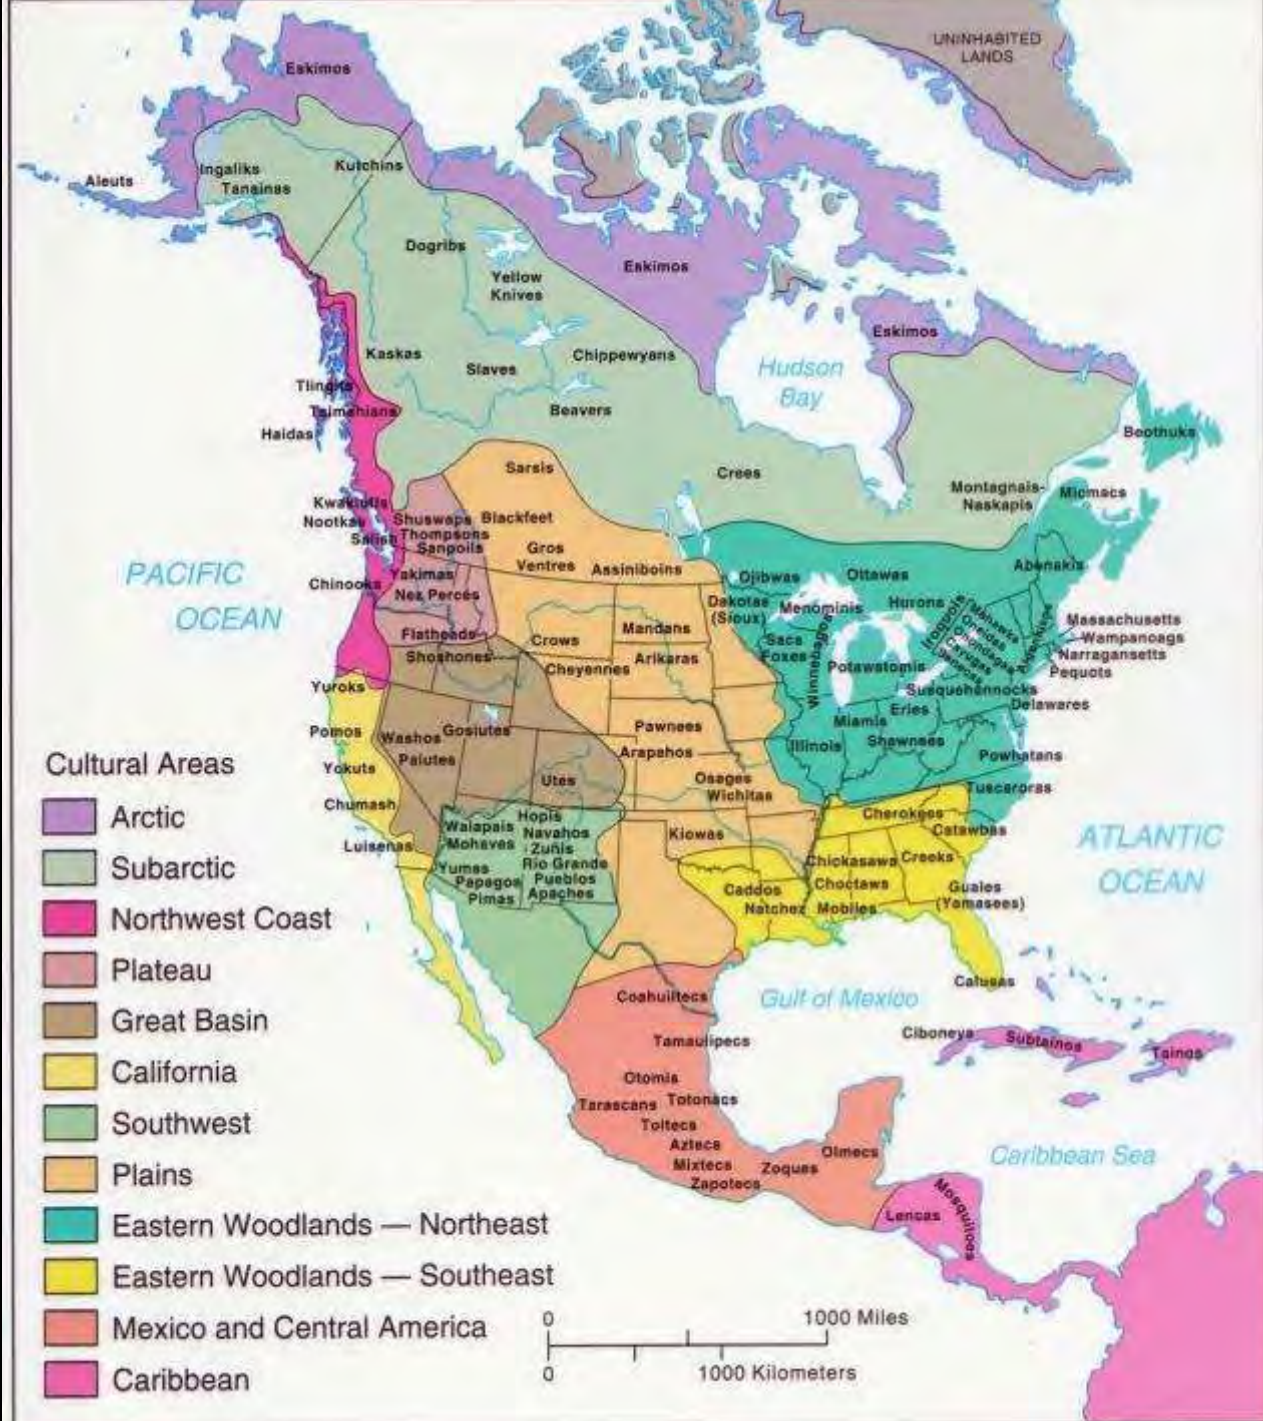 UNINHABITED
LANDS
Eskimos
Aleuts
Ingaliks
Tanainas
Kutchins
Dogribs
Yellow
Knives
Eskimos
Eskimos
Kaskas
Slaves
Chippewyans
Beavers
Hudson
Bay
Tlingits
Tsimshians
Haidas
Beothuks
Sarsis
Crees
Montagnais-
Naskapis
Micmacs
Kwakiutls
Nootkas
Salish
Shuswaps
Thompsons
Sanpoils
Blackfeet
Gros
Ventres
Assiniboins
Ojibwas
Ottawas
Abenakis
PACIFIC
OCEAN
Chinooks
Yakimas
Nez Percés
Flatheads
Shoshones
Crows
Cheyennes
Mandans
Arikaras
Dakotas
(Sioux)
Menominis
Hurons
Sacs
Foxes
Winnebagos
Potawatomis
Iroquois
Mohawks
Oneidas
Onondagas
Cayugas
Senecas
Massachusetts
Wampanoags
Narragansetts
Pequots
Susquehennocks
Delawares
Eries
Miamis
Illinois
Shawnees
Powhatans
Tuscaroras
Yuroks
Pomos
Yokuts
Chumash
Luisenas
Washos
Paiutes
Gosiutes
Utes
Pawnees
Arapahos
Osages
Wichitas
Kiowas
Walapais
Mohaves
Yumas
Papagos
Pimas
Hopis
Navahos
Zuñis
Rio Grande
Pueblos
Apaches
Cherokees
Catawbas
Chickasaws
Creeks
Choctaws
Caddos
Natchez
Mobiles
Guales
(Yamasees)
Calusas
ATLANTIC
OCEAN
Gulf of Mexico
Coahuiltecs
Tamaulipecs
Otomis
Tarascans
Totonacs
Toltecs
Aztecs
Mixtecs
Zapotecs
Zoques
Olmecs
Ciboneys
Subtainos
Tainos
Caribbean Sea
Lencas
Cultural Areas
Arctic
Subarctic
Northwest Coast
Plateau
Great Basin
California
Southwest
Plains
Eastern Woodlands — Northeast
Eastern Woodlands — Southeast
Mexico and Central America
Caribbean
0 1000 Miles
0 1000 Kilometers